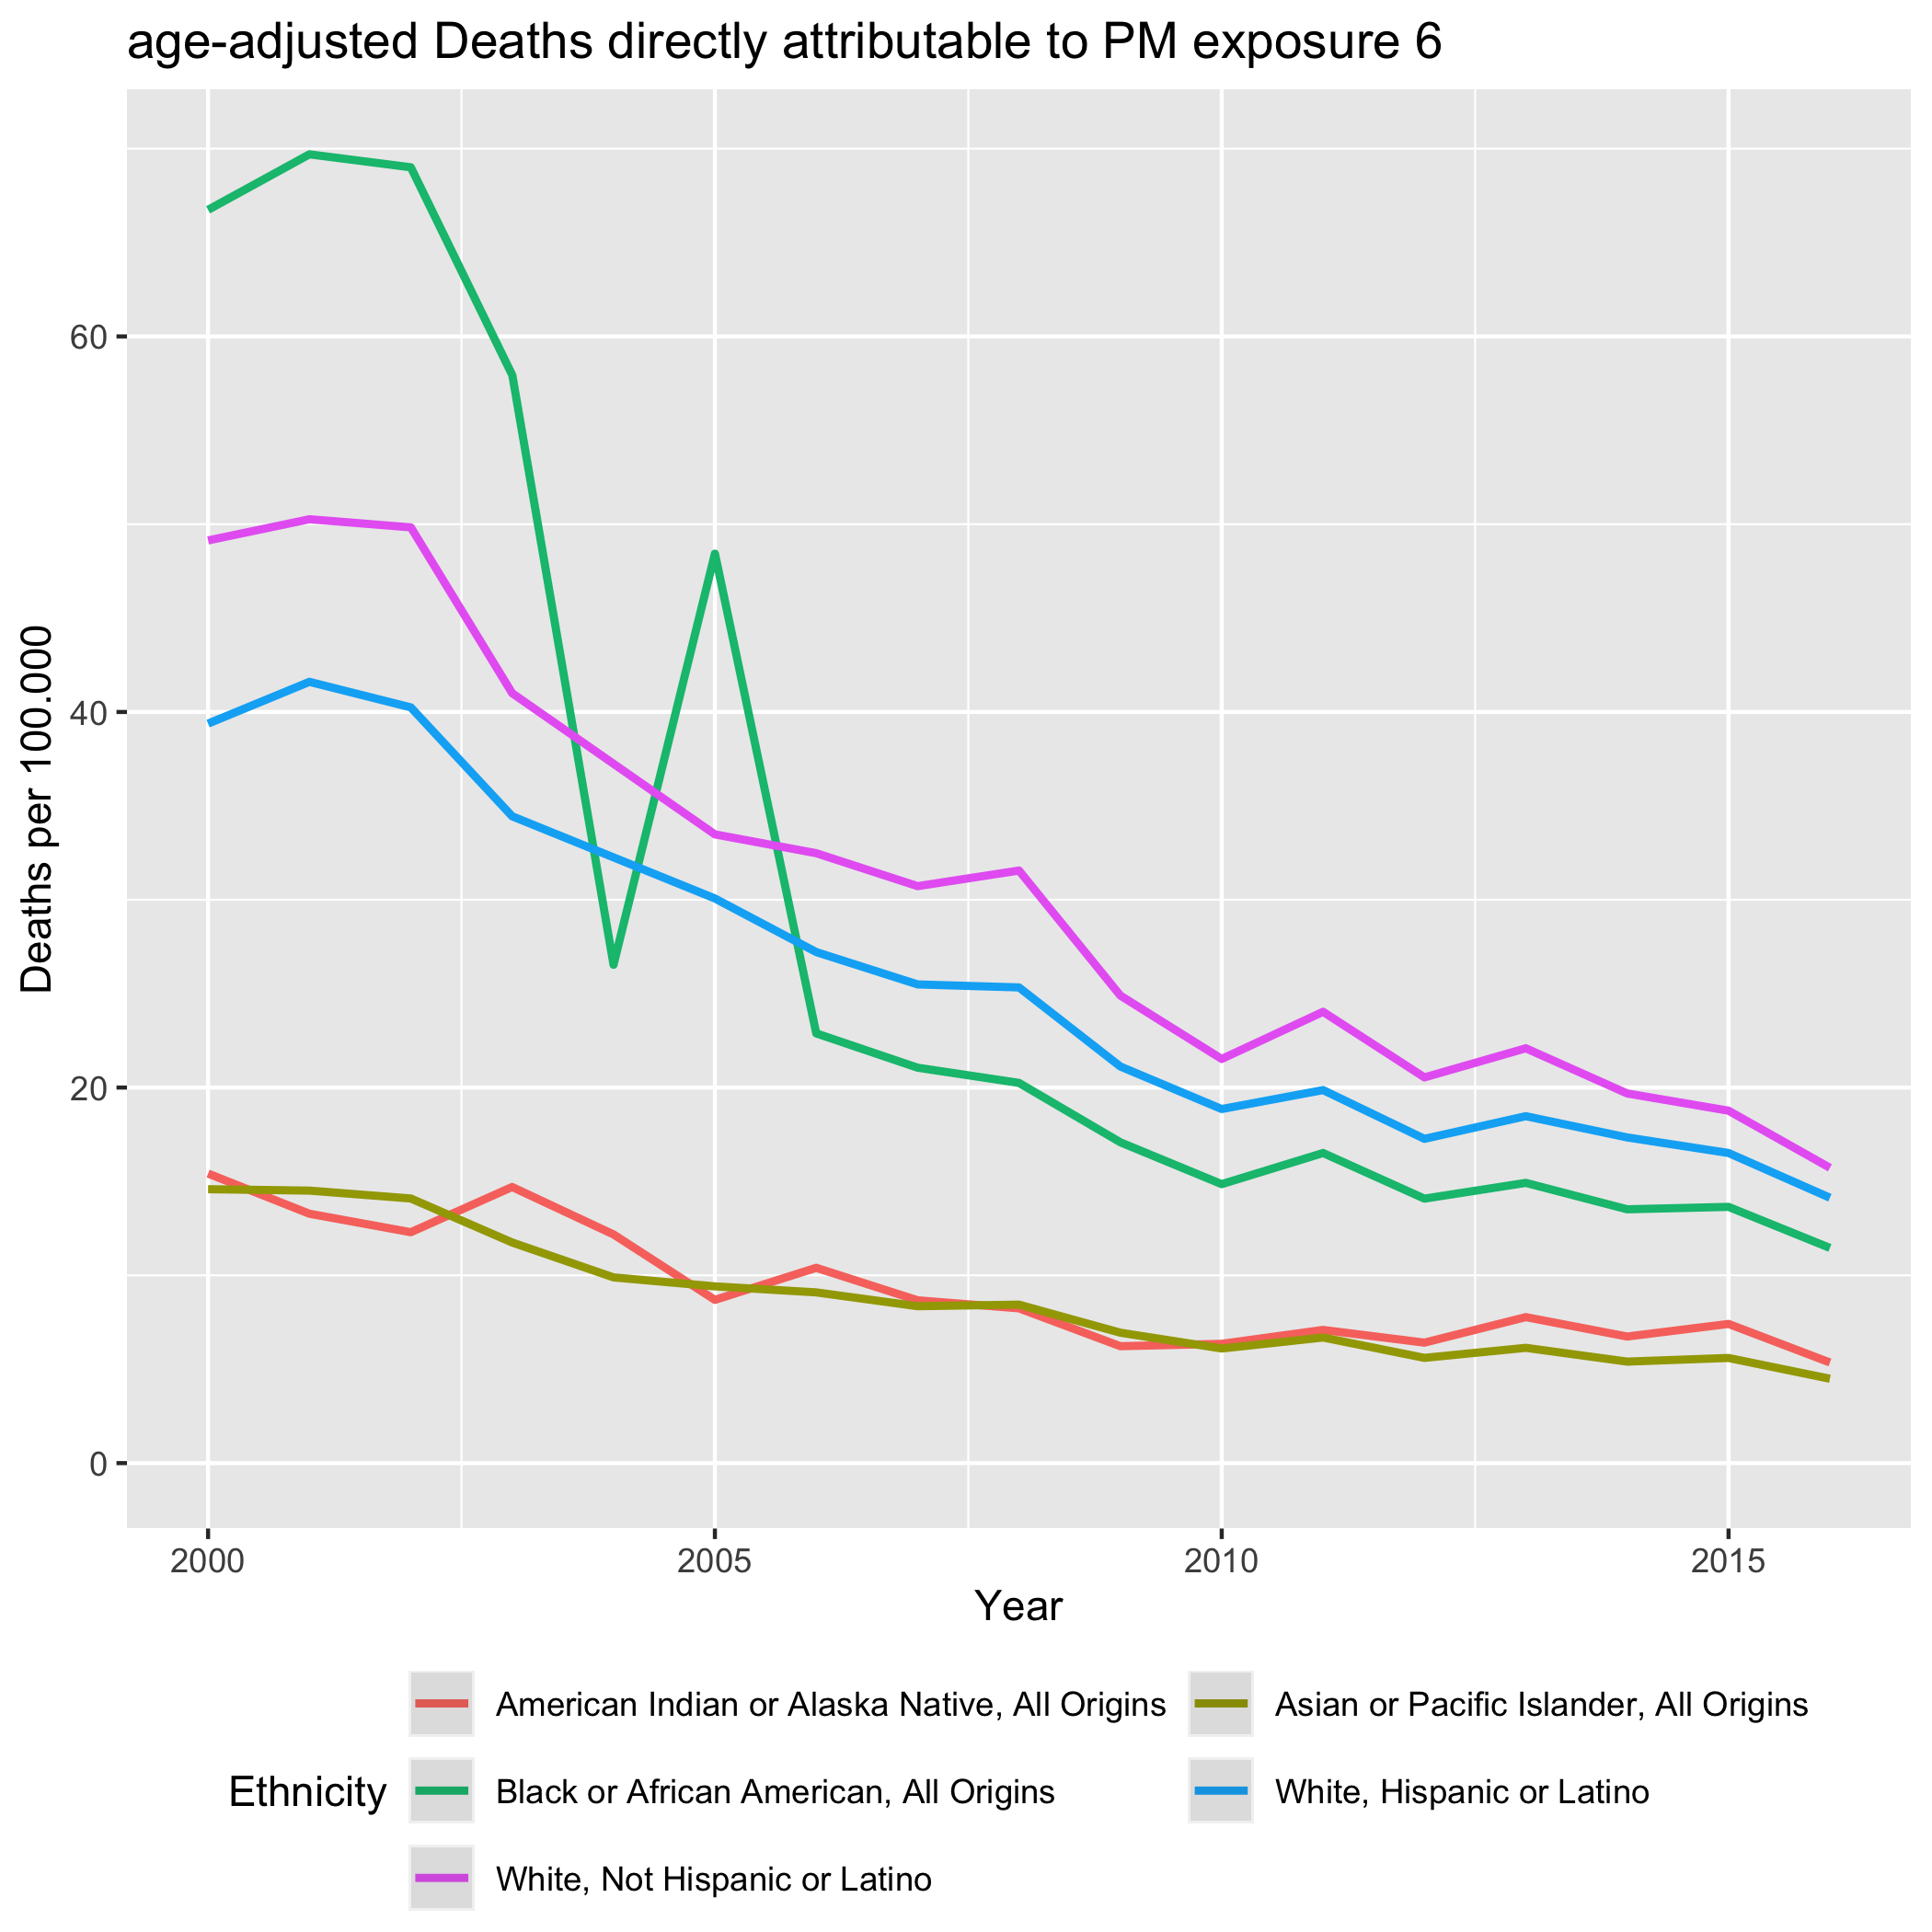 age-adjusted Deaths directly attributable to PM exposure 6
Deaths per 100.000
60
40
20
0
2000 2005 2010 2015
Year
Ethnicity
American Indian or Alaska Native, All Origins
Asian or Pacific Islander, All Origins
Black or African American, All Origins
White, Hispanic or Latino
White, Not Hispanic or Latino